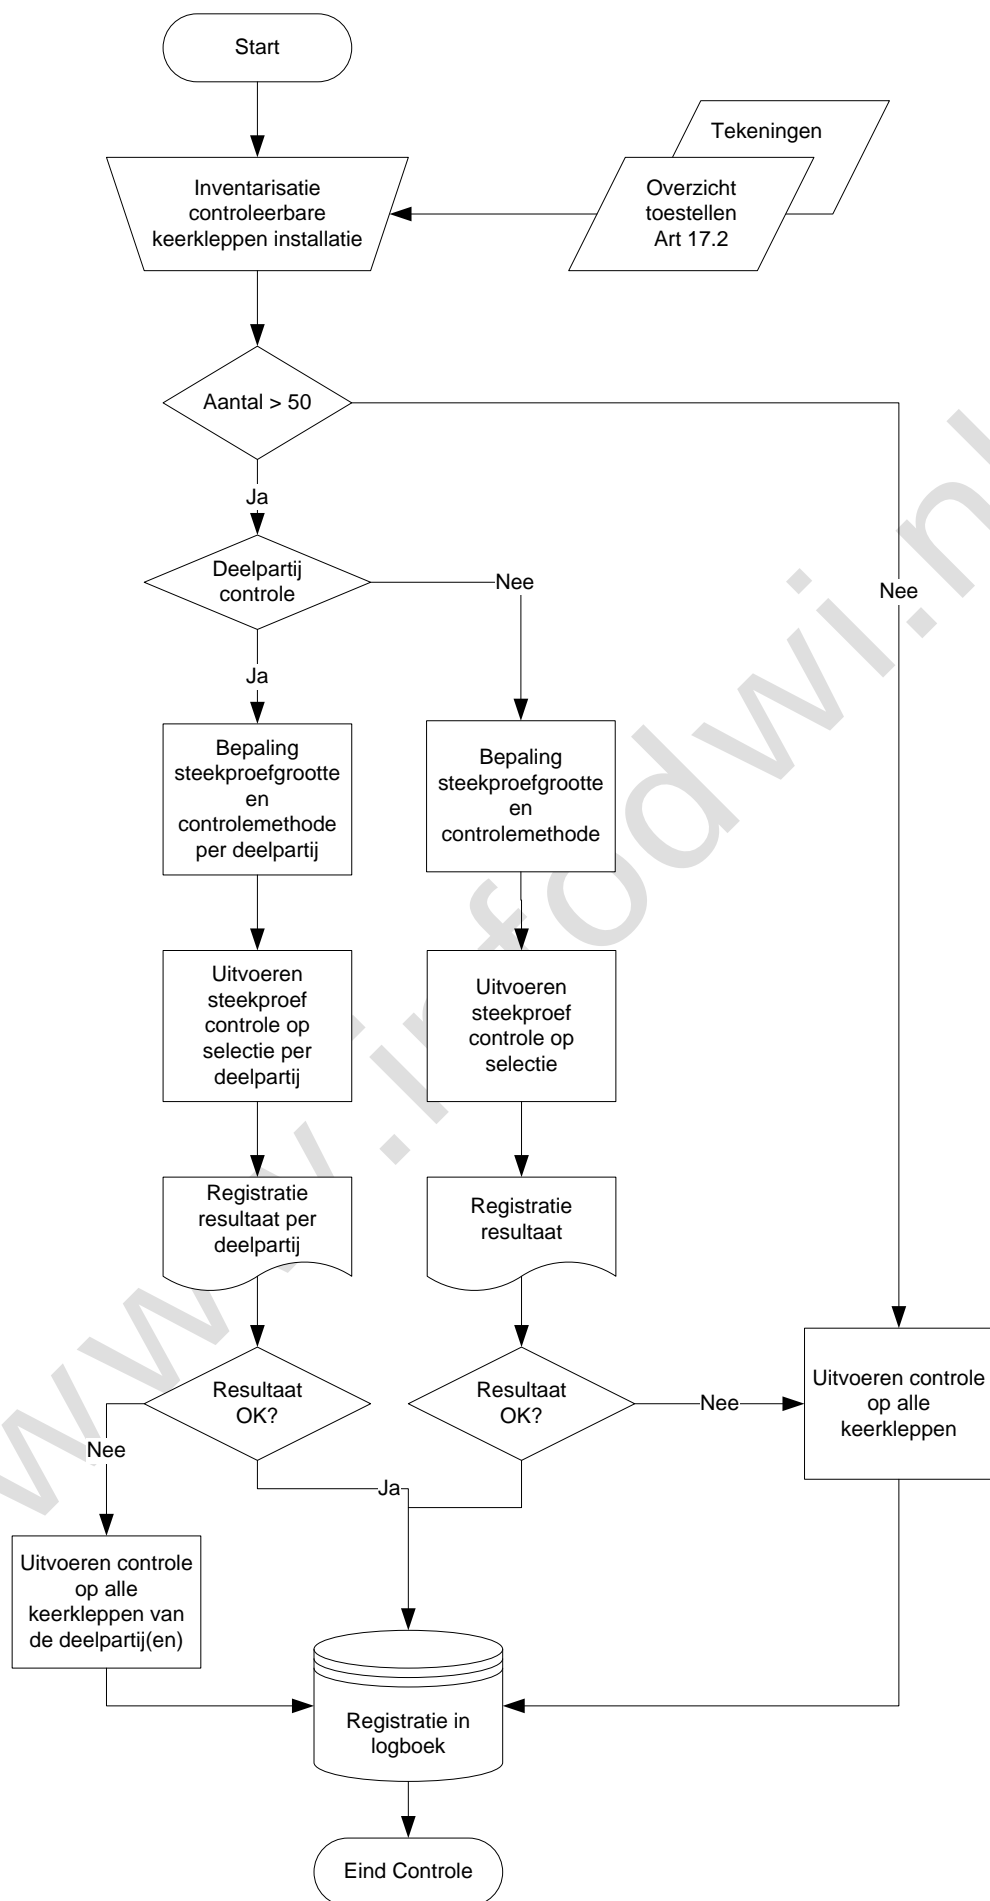 Start
Tekeningen
Inventarisatie
controleerbare
keerkleppen installatie
Overzicht
toestellen
Art 17.2
Aantal > 50
Ja
Nee
Deelpartij
controle
Nee
Ja
Bepaling
steekproefgrootte
en
controlemethode
per deelpartij
Bepaling
steekproefgrootte
en
controlemethode
Uitvoeren
steekproef
controle op
selectie per
deelpartij
Uitvoeren
steekproef
controle op
selectie
Registratie
resultaat per
deelpartij
Registratie
resultaat
Resultaat
OK?
Resultaat
OK?
Nee
Uitvoeren controle
op alle
keerkleppen
Nee
Ja
Uitvoeren controle
op alle
keerkleppen van
de deelpartij(en)
Registratie in
logboek
Eind Controle
www.infodwi.nl